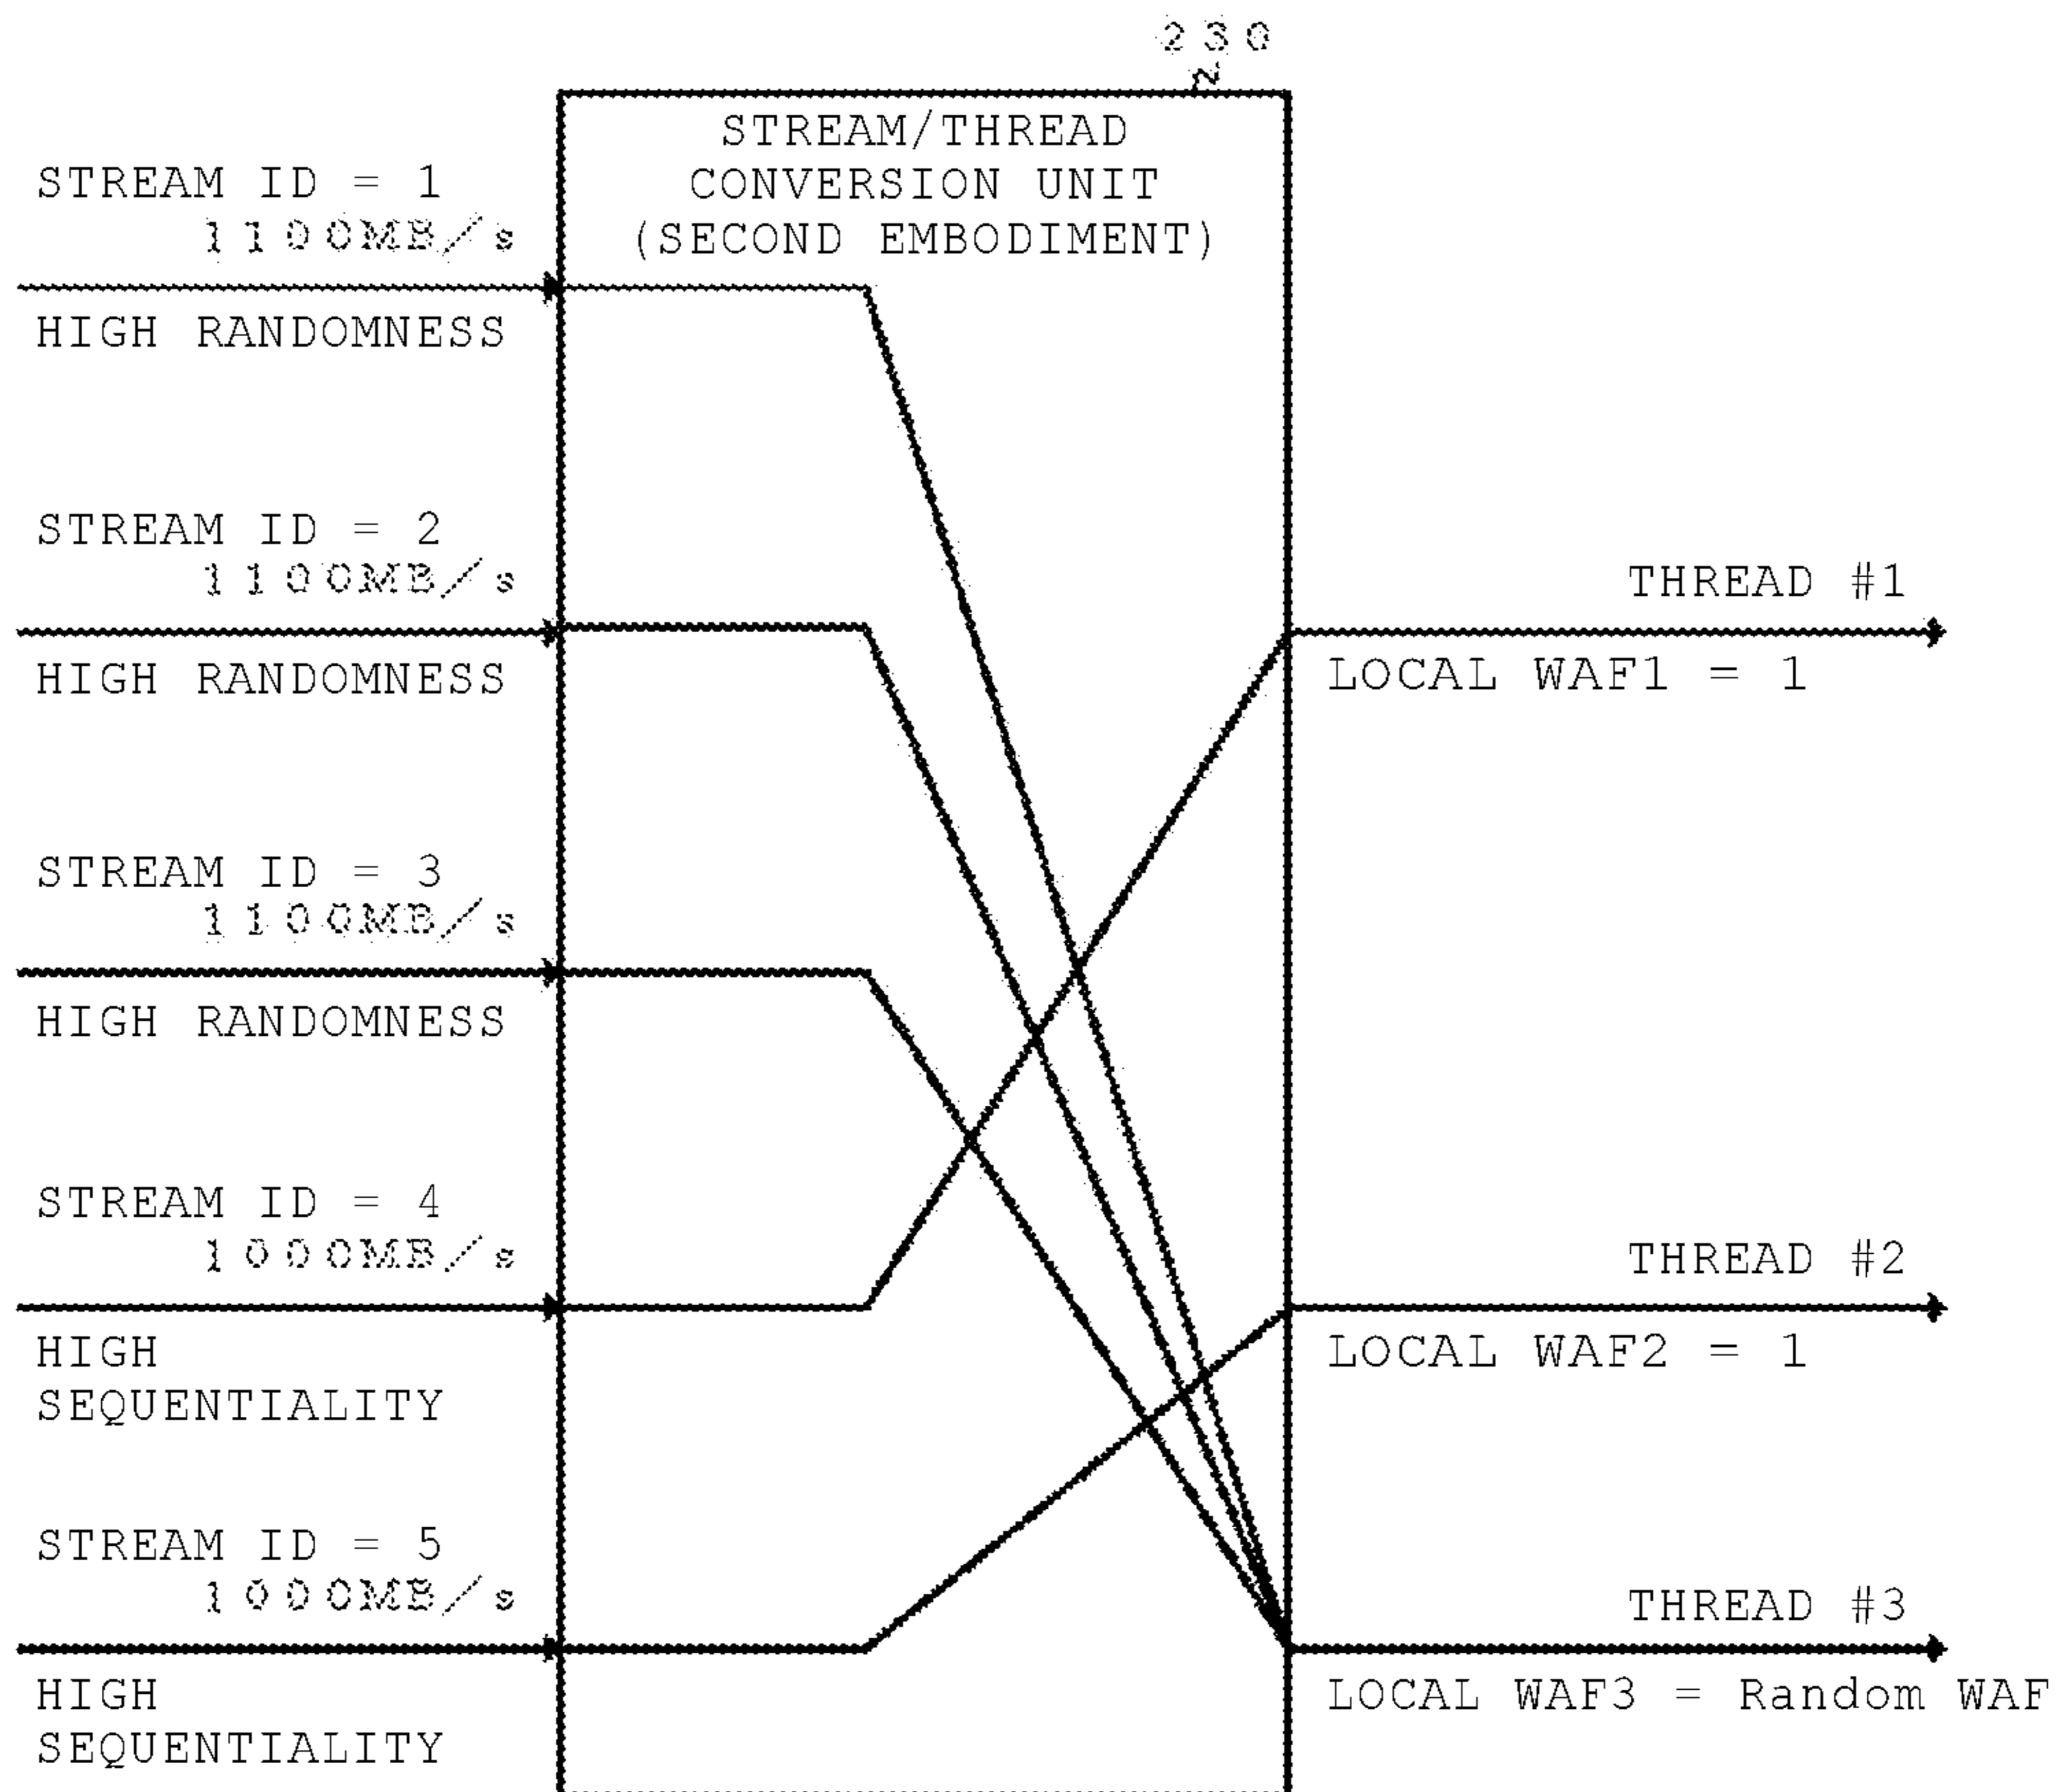 230
STREAM/THREAD
CONVERSION UNIT
(SECOND EMBODIMENT)
STREAM ID = 1
1100MB/s
HIGH RANDOMNESS
STREAM ID = 2
1100MB/s
HIGH RANDOMNESS
STREAM ID = 3
1100MB/s
HIGH RANDOMNESS
STREAM ID = 4
1000MB/s
HIGH
SEQUENTIALITY
STREAM ID = 5
1000MB/s
HIGH
SEQUENTIALITY
THREAD #1
LOCAL WAF1 = 1
THREAD #2
LOCAL WAF2 = 1
THREAD #3
LOCAL WAF3 = Random WAF